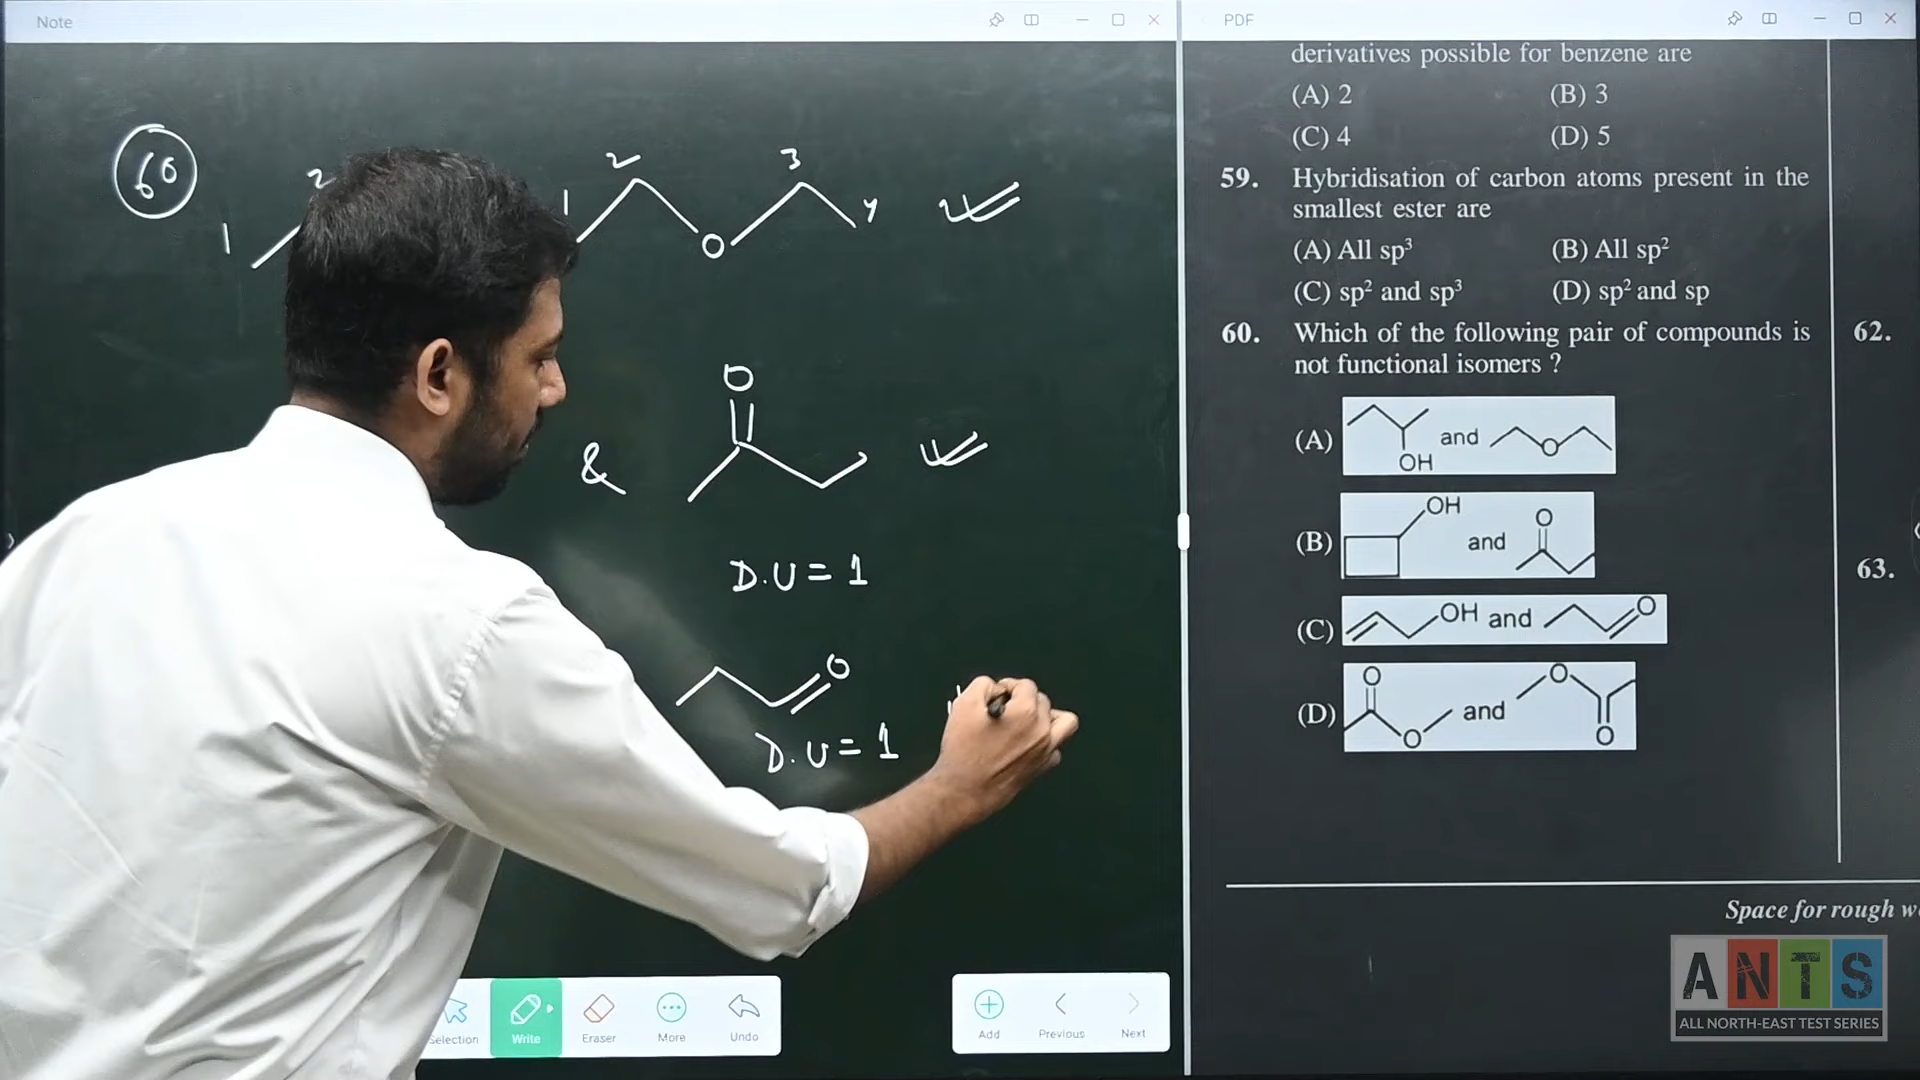 Note
60
1
2
1
2
3
4
O
O
&
D.U = 1
O
D.U = 1
Selection
Write
Eraser
More
Undo
Add
Previous
Next
PDF
derivatives possible for benzene are
(A) 2 (B) 3
(C) 4 (D) 5
59. Hybridisation of carbon atoms present in the
smallest ester are
(A) All sp³ (B) All sp²
(C) sp² and sp³ (D) sp² and sp
60. Which of the following pair of compounds is
not functional isomers ?
(A) OH and O
(B) OH and O
(C) OH and O
(D) O O and O O
62.
63.
Space for rough w
ANTS
ALL NORTH-EAST TEST SERIES